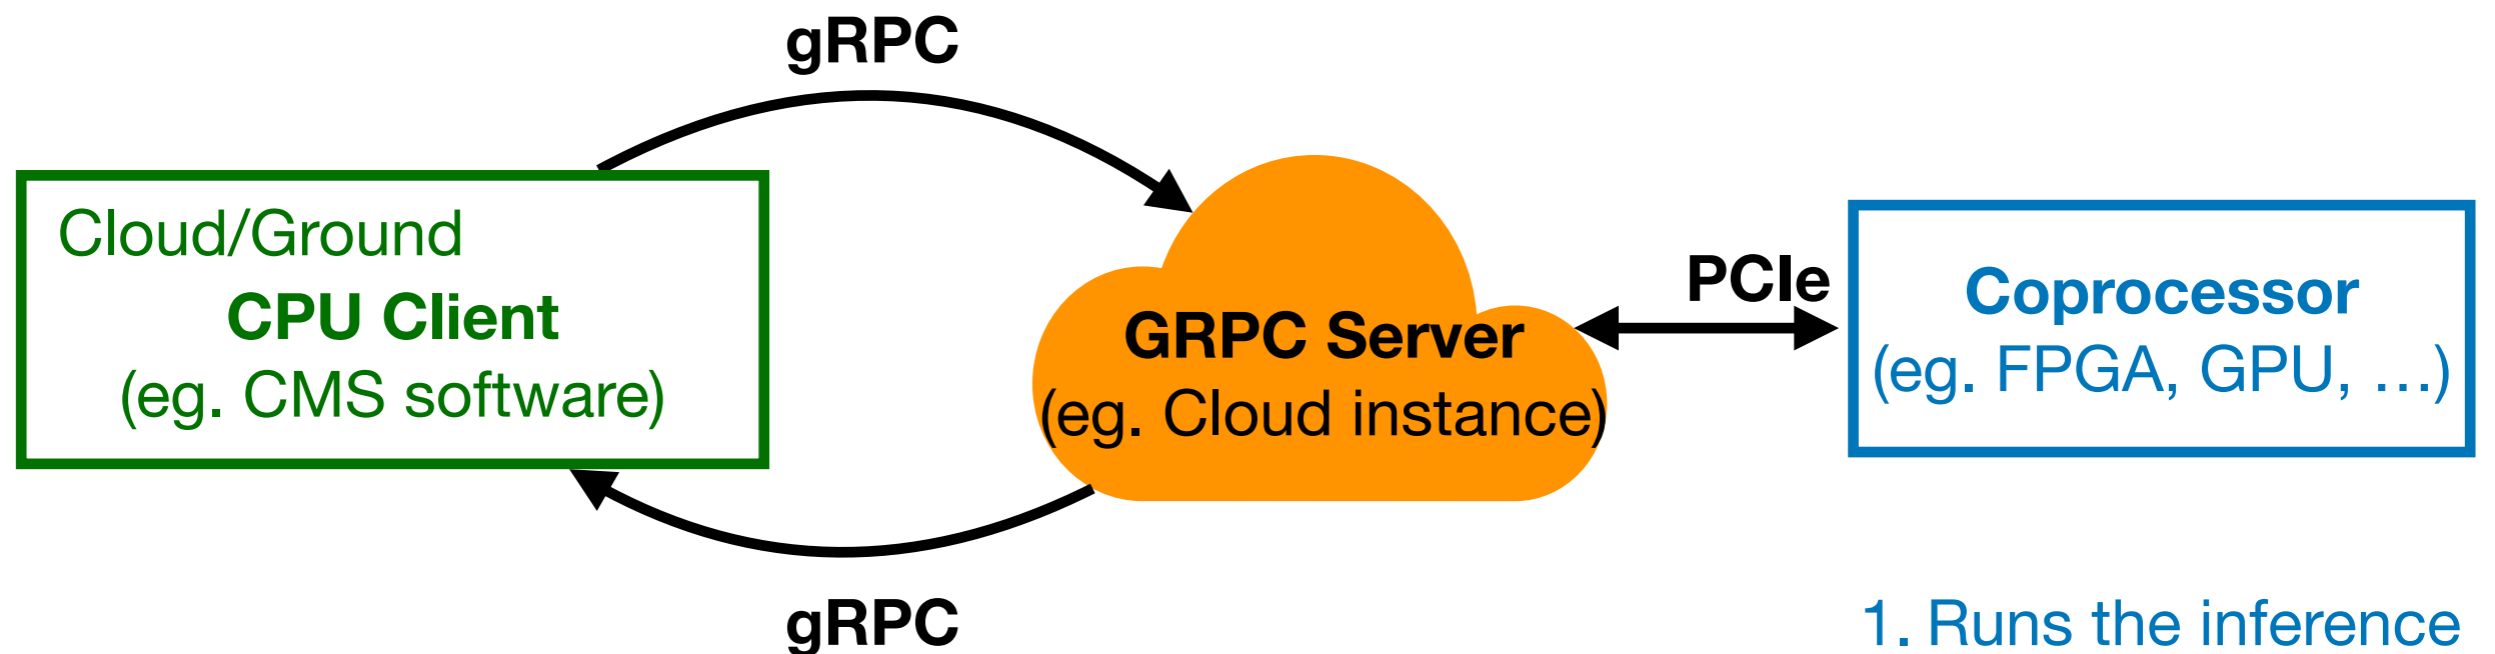 gRPC
Cloud/Ground
CPU Client
(eg. CMS software)
GRPC Server
(eg. Cloud instance)
PCIe
Coprocessor
(eg. FPGA, GPU, …)
gRPC
1. Runs the inference